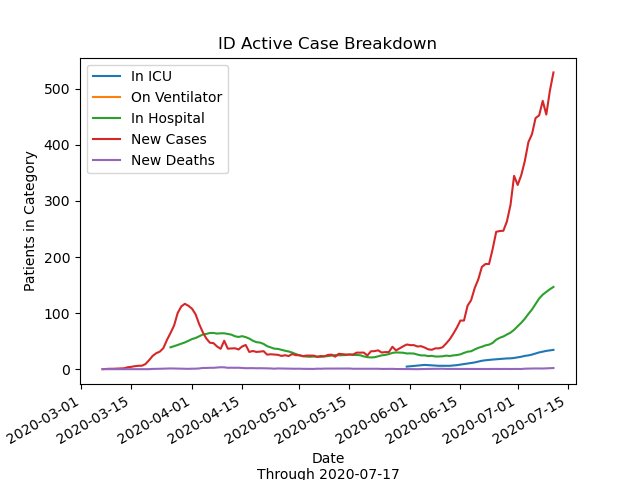 ID Active Case Breakdown
In ICU
On Ventilator
In Hospital
New Cases
New Deaths
Patients in Category
500
400
300
200
100
0
2020-03-01
2020-03-15
2020-04-01
2020-04-15
2020-05-01
2020-05-15
2020-06-01
2020-06-15
2020-07-01
2020-07-15
Date
Through 2020-07-17